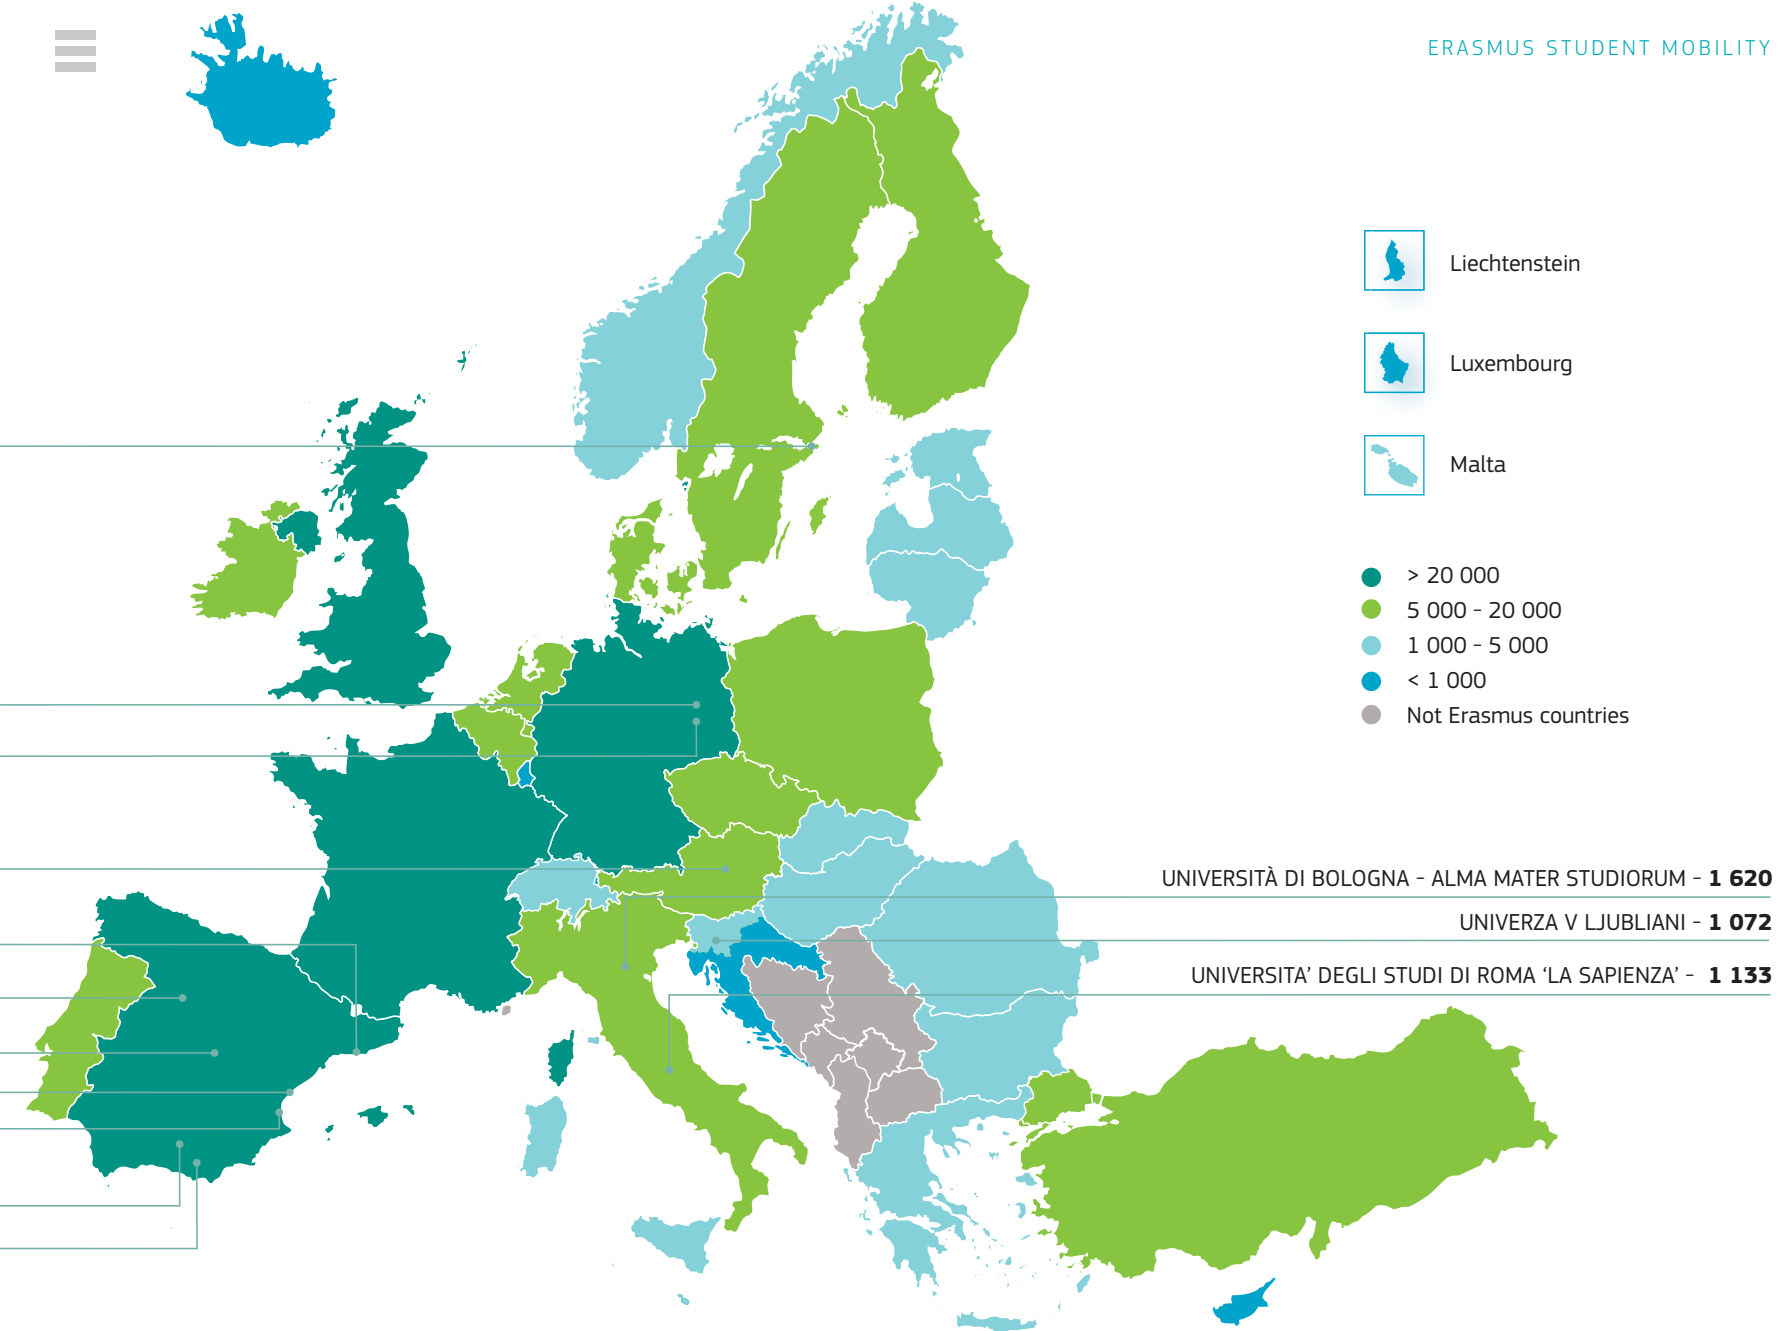 ERASMUS STUDENT MOBILITY
Liechtenstein
Luxembourg
Malta
> 20 000
5 000 - 20 000
1 000 - 5 000
< 1 000
Not Erasmus countries
UNIVERSITÀ DI BOLOGNA - ALMA MATER STUDIORUM - 1 620
UNIVERZA V LJUBLIANI - 1 072
UNIVERSITA’ DEGLI STUDI DI ROMA ‘LA SAPIENZA’ - 1 133